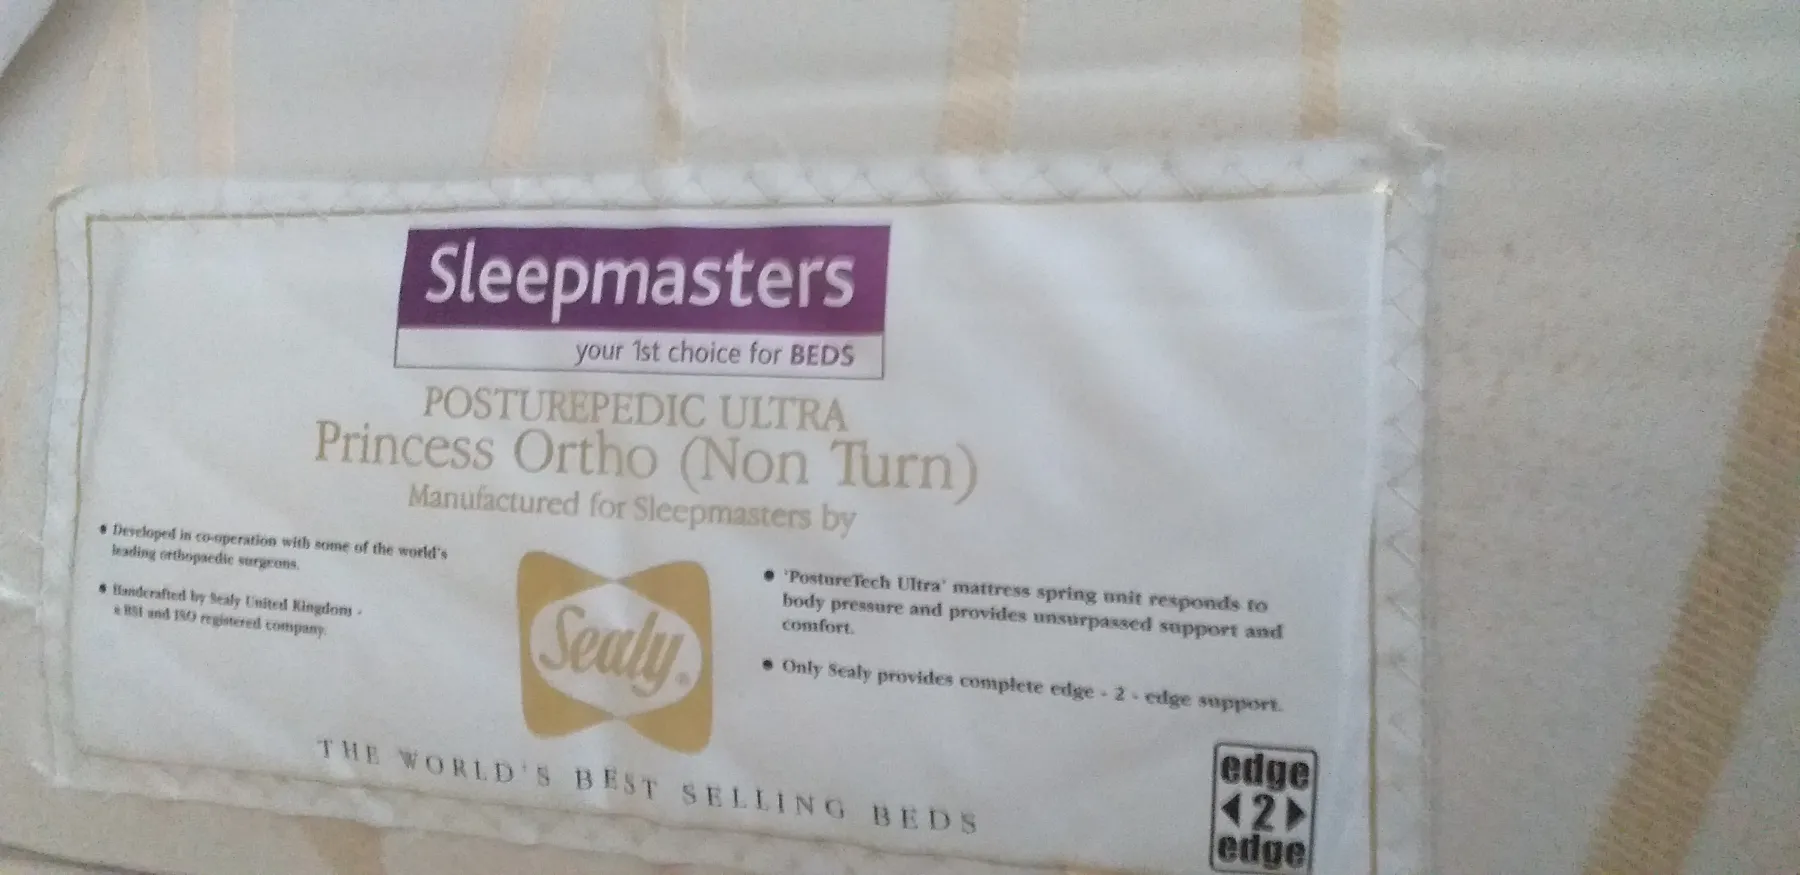 Sleepmasters
your 1st choice for BEDS
POSTUREPEDIC ULTRA
Princess Ortho (Non Turn)
Manufactured for Sleepmasters by
• Developed in co-operation with some of the world's
leading orthopaedic surgeons.
• Handcrafted by Sealy United Kingdom -
a BSI and ISO registered company.
Sealy®
• 'PostureTech Ultra' mattress spring unit responds to
body pressure and provides unsurpassed support and
comfort.
• Only Sealy provides complete edge - 2 - edge support.
THE WORLD'S BEST SELLING BEDS
edge
◀2▶
edge